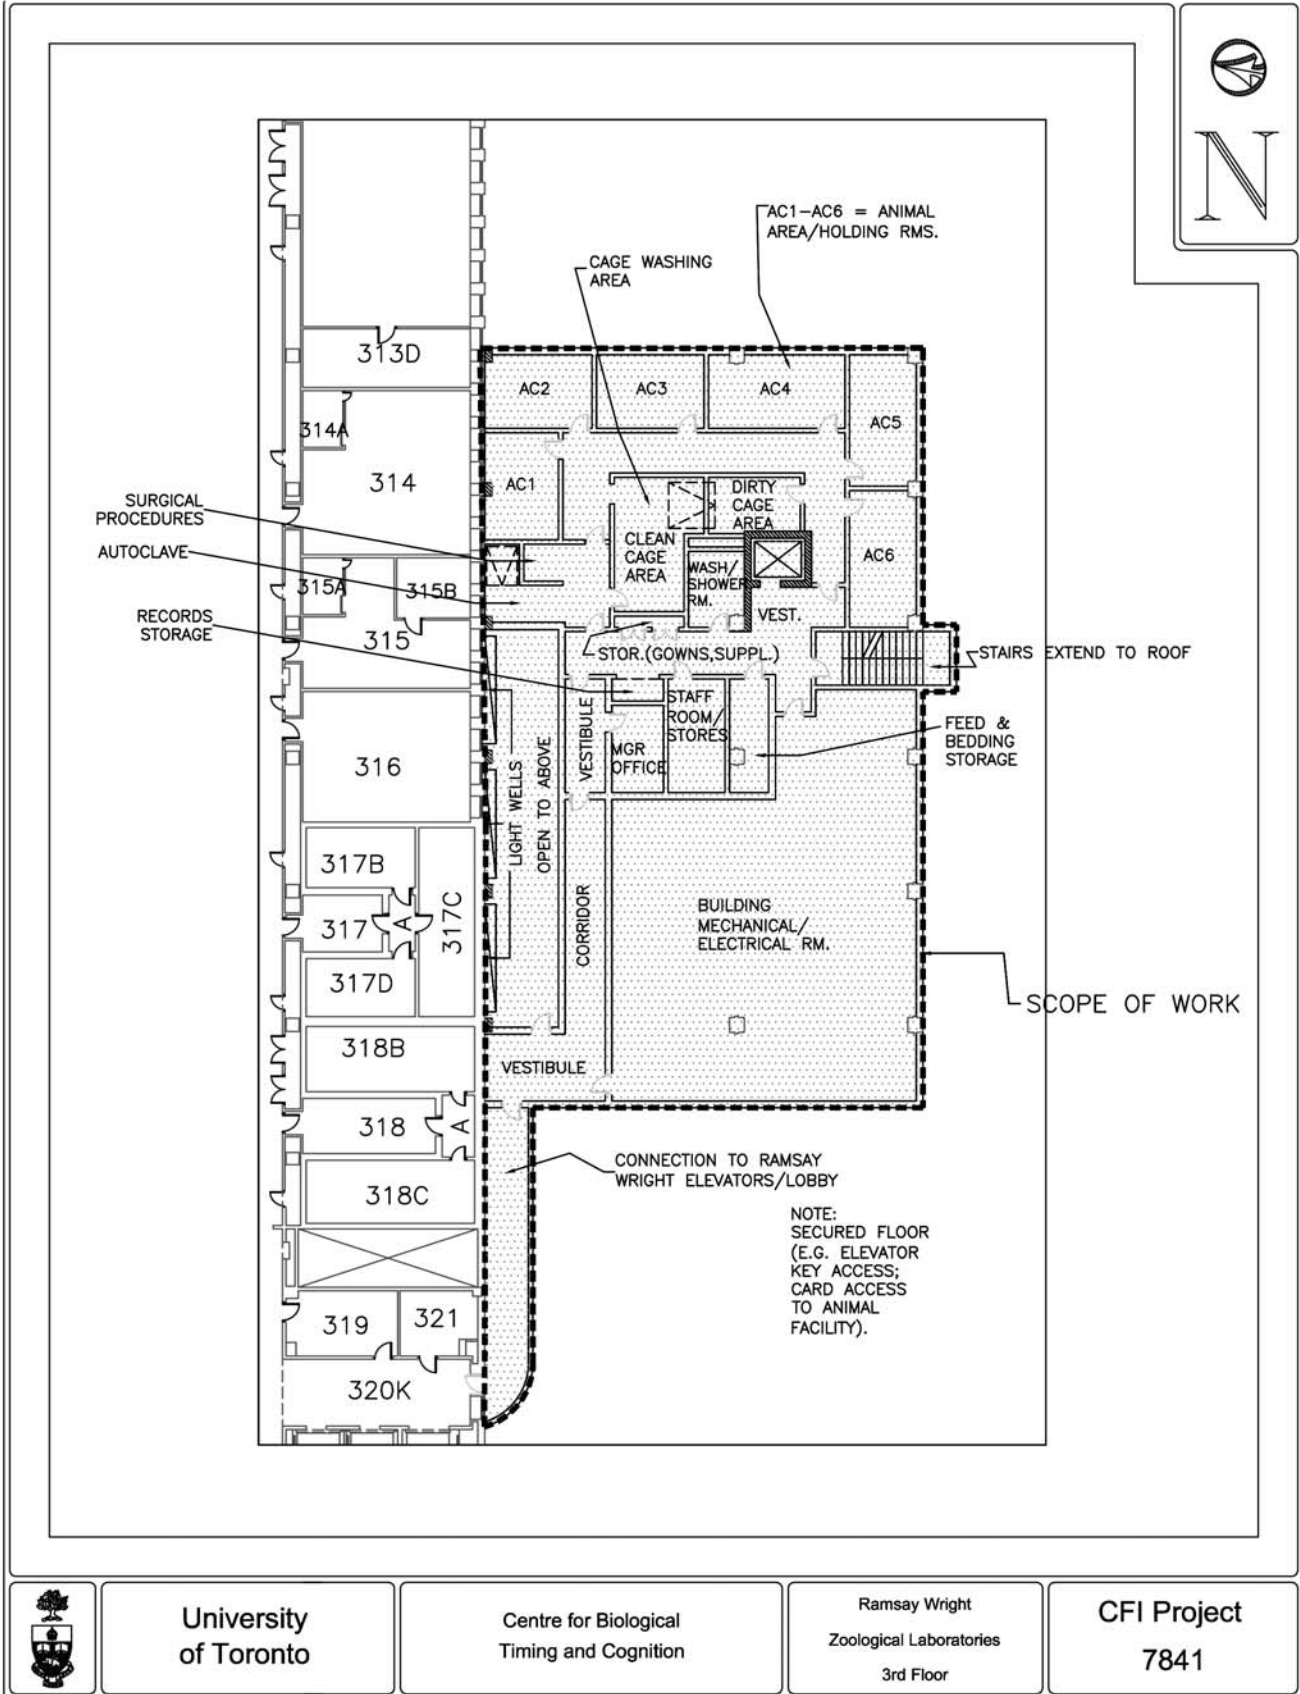 N
AC1-AC6 = ANIMAL
AREA/HOLDING RMS.
CAGE WASHING
AREA
313D
AC2
AC3
AC4
AC5
314A
314
AC1
DIRTY
CAGE
AREA
SURGICAL
PROCEDURES
AUTOCLAVE
CLEAN
CAGE
AREA
AC6
WASH/
SHOWER
RM.
315A
315B
RECORDS
STORAGE
315
VEST.
STOR.(GOWNS,SUPPL.)
STAIRS EXTEND TO ROOF
STAFF
ROOM/
STORES
VESTIBULE
MGR
OFFICE
FEED &
BEDDING
STORAGE
316
LIGHT WELLS
OPEN TO ABOVE
317B
317C
317
A
317D
CORRIDOR
BUILDING
MECHANICAL/
ELECTRICAL RM.
SCOPE OF WORK
318B
VESTIBULE
318
A
318C
CONNECTION TO RAMSAY
WRIGHT ELEVATORS/LOBBY
NOTE:
SECURED FLOOR
(E.G. ELEVATOR
KEY ACCESS;
CARD ACCESS
TO ANIMAL
FACILITY).
319
321
320K
University
of Toronto
Centre for Biological
Timing and Cognition
Ramsay Wright
Zoological Laboratories
3rd Floor
CFI Project
7841